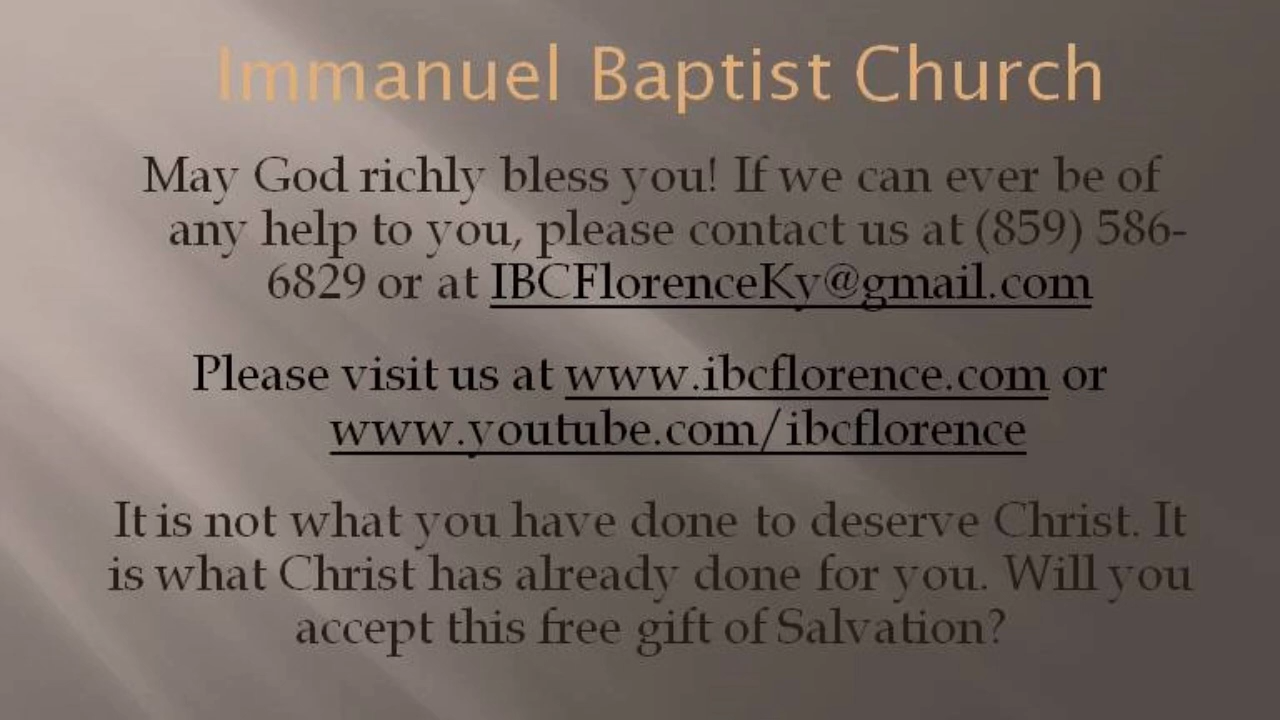 Immanuel Baptist Church
May God richly bless you! If we can ever be of
any help to you, please contact us at (859) 586-
6829 or at IBCFlorenceKy@gmail.com
Please visit us at www.ibcflorence.com or
www.youtube.com/ibcflorence
It is not what you have done to deserve Christ. It
is what Christ has already done for you. Will you
accept this free gift of Salvation?